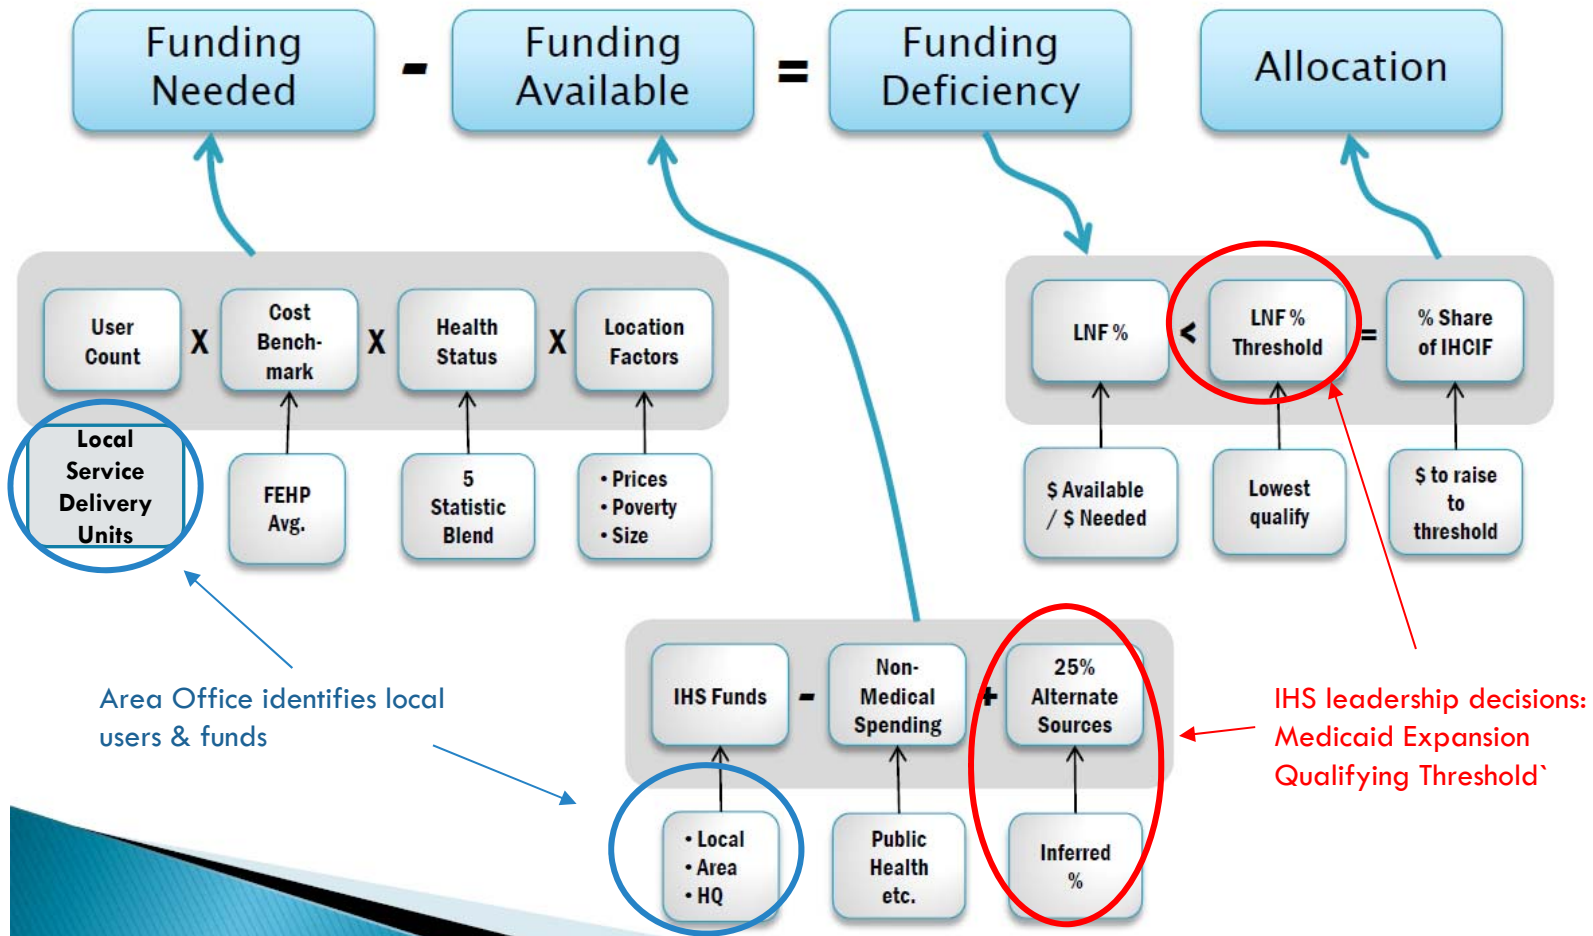 Funding
Needed
-
Funding
Available
=
Funding
Deficiency
Allocation
User
Count
X
Cost
Bench-
mark
X
Health
Status
X
Location
Factors
LNF %
<
LNF %
Threshold
=
% Share
of IHCIF
Local
Service
Delivery
Units
FEHP
Avg.
5
Statistic
Blend
• Prices
• Poverty
• Size
$ Available
/ $ Needed
Lowest
qualify
$ to raise
to
threshold
Area Office identifies local
users & funds
IHS Funds
-
Non-
Medical
Spending
+
25%
Alternate
Sources
IHS leadership decisions:
Medicaid Expansion
Qualifying Threshold`
• Local
• Area
• HQ
Public
Health
etc.
Inferred
%